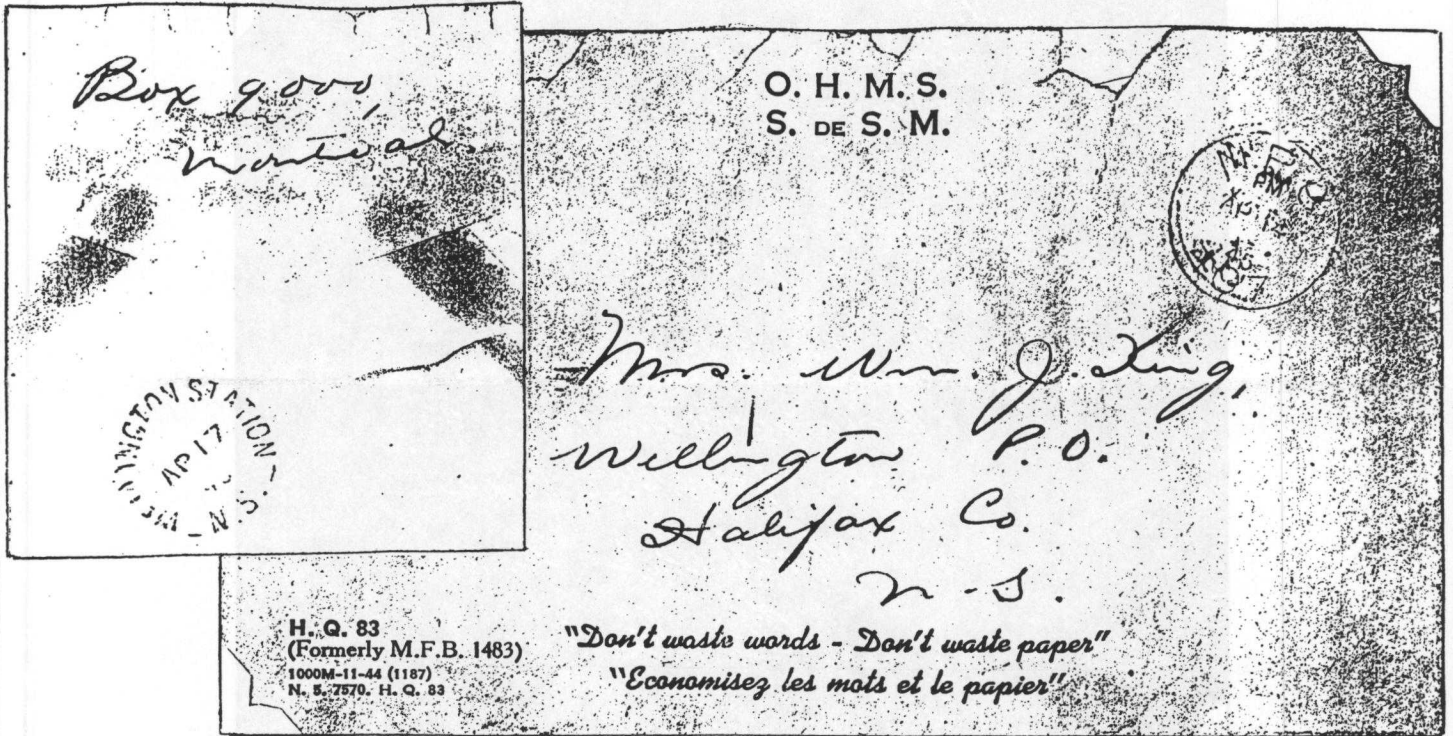 Box 9000,
Montreal.
WELLINGTON STATION
AP 17
N.S.
O. H. M. S.
S. DE S. M.
PM
Mrs. Wm. J. King,
Wellington P. O.
Halifax Co.
N-S.
H. Q. 83
(Formerly M.F.B. 1483)
1000M-11-44 (1187)
N. S. 7570. H. Q. 83
"Don't waste words - Don't waste paper"
"Economisez les mots et le papier"